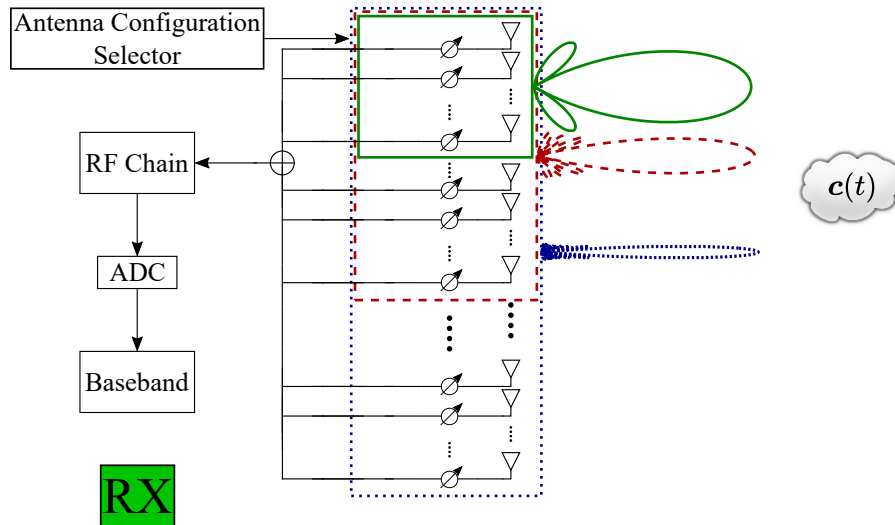 Antenna Configuration
Selector
RF Chain
ADC
Baseband
RX
c(t)